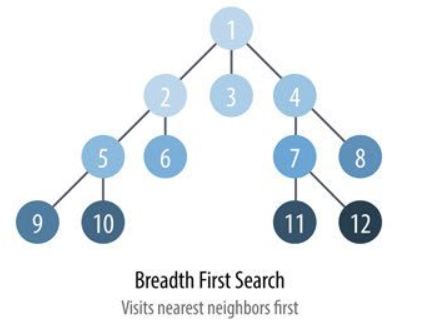 1
2 3 4
5 6 7 8
9 10 11 12
Breadth First Search
Visits nearest neighbors first